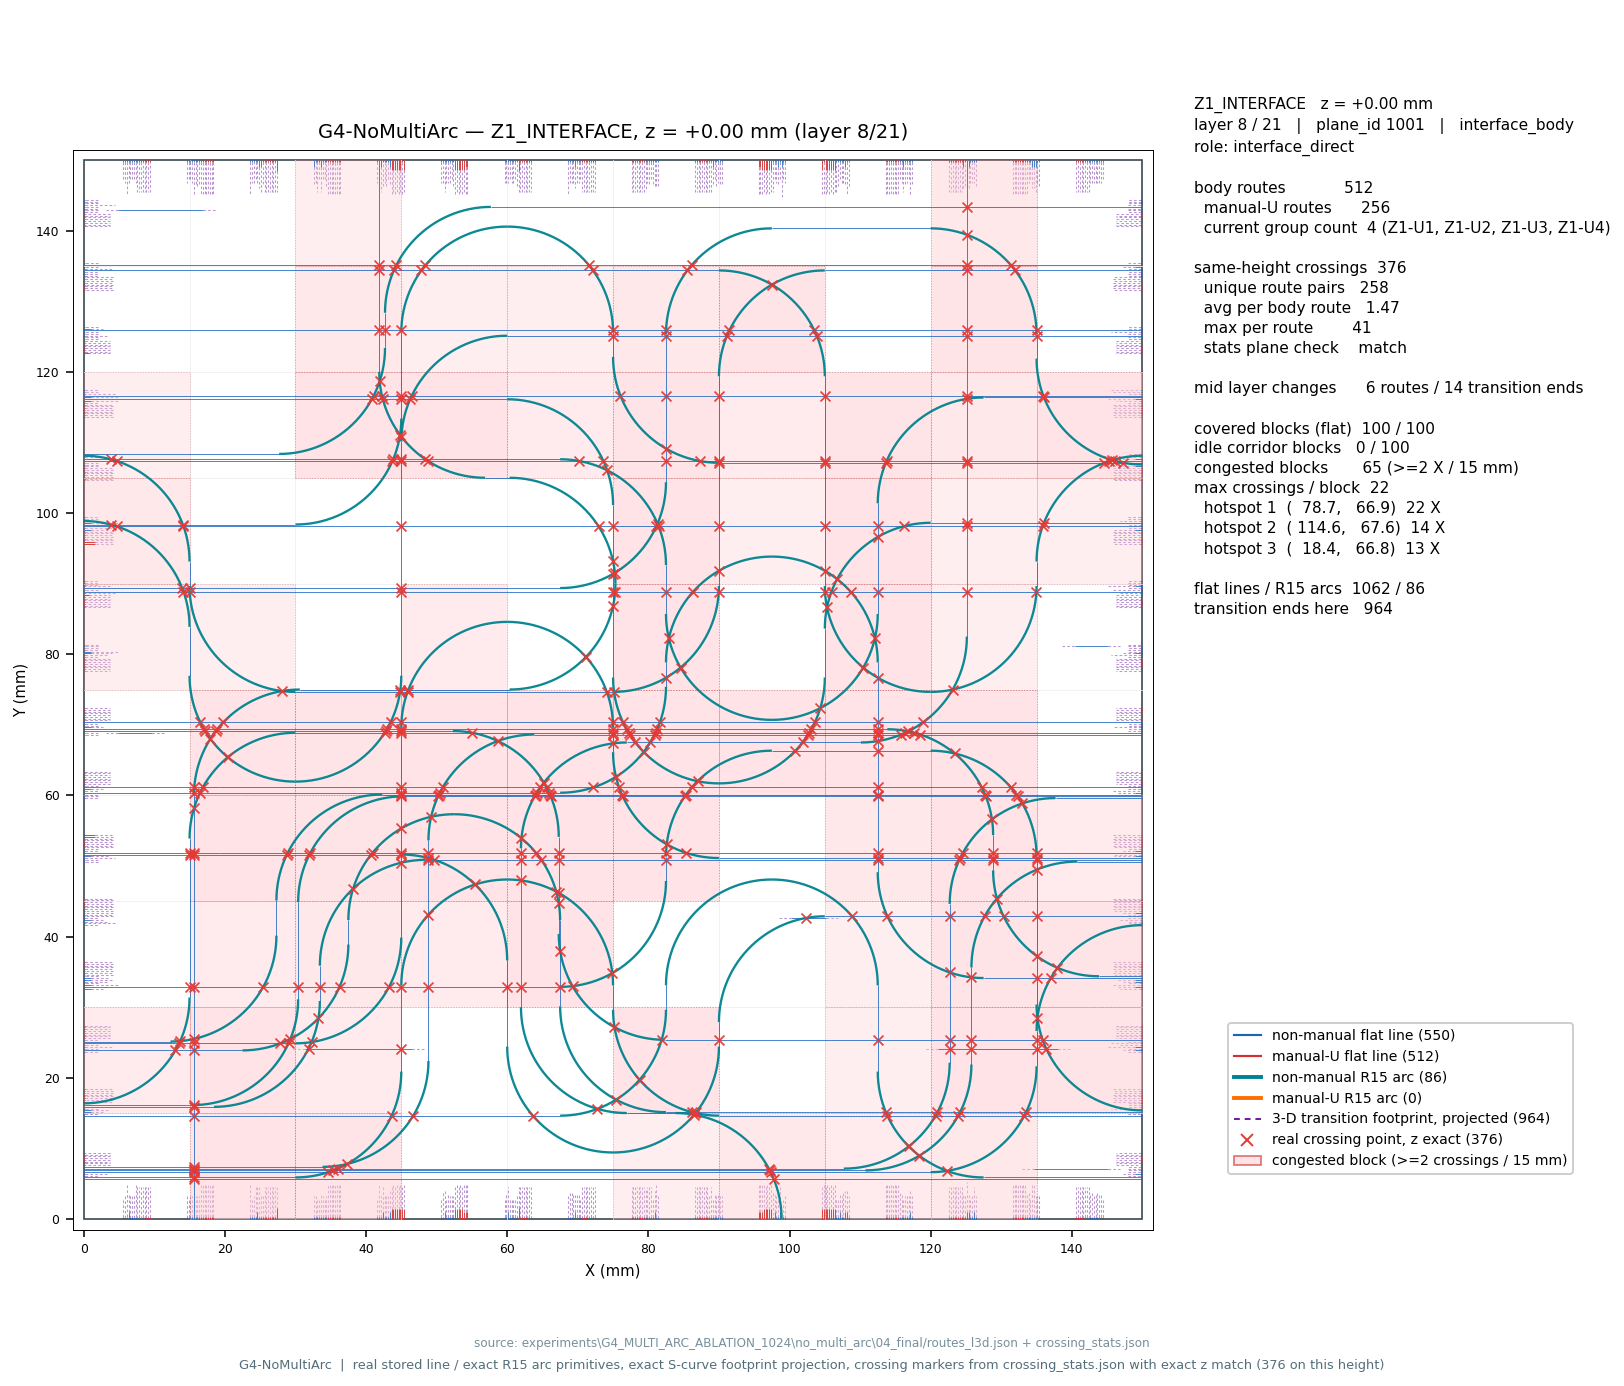 G4-NoMultiArc — Z1_INTERFACE, z = +0.00 mm (layer 8/21)
Y (mm)
140
120
100
80
60
40
20
0
0 20 40 60 80 100 120 140
X (mm)
Z1_INTERFACE z = +0.00 mm
layer 8 / 21 | plane_id 1001 | interface_body
role: interface_direct
body routes 512
manual-U routes 256
current group count 4 (Z1-U1, Z1-U2, Z1-U3, Z1-U4)
same-height crossings 376
unique route pairs 258
avg per body route 1.47
max per route 41
stats plane check match
mid layer changes 6 routes / 14 transition ends
covered blocks (flat) 100 / 100
idle corridor blocks 0 / 100
congested blocks 65 (>=2 X / 15 mm)
max crossings / block 22
hotspot 1 ( 78.7, 66.9) 22 X
hotspot 2 ( 114.6, 67.6) 14 X
hotspot 3 ( 18.4, 66.8) 13 X
flat lines / R15 arcs 1062 / 86
transition ends here 964
non-manual flat line (550)
manual-U flat line (512)
non-manual R15 arc (86)
manual-U R15 arc (0)
3-D transition footprint, projected (964)
real crossing point, z exact (376)
congested block (>=2 crossings / 15 mm)
source: experiments\G4_MULTI_ARC_ABLATION_1024\no_multi_arc\04_final/routes_l3d.json + crossing_stats.json
G4-NoMultiArc | real stored line / exact R15 arc primitives, exact S-curve footprint projection, crossing markers from crossing_stats.json with exact z match (376 on this height)